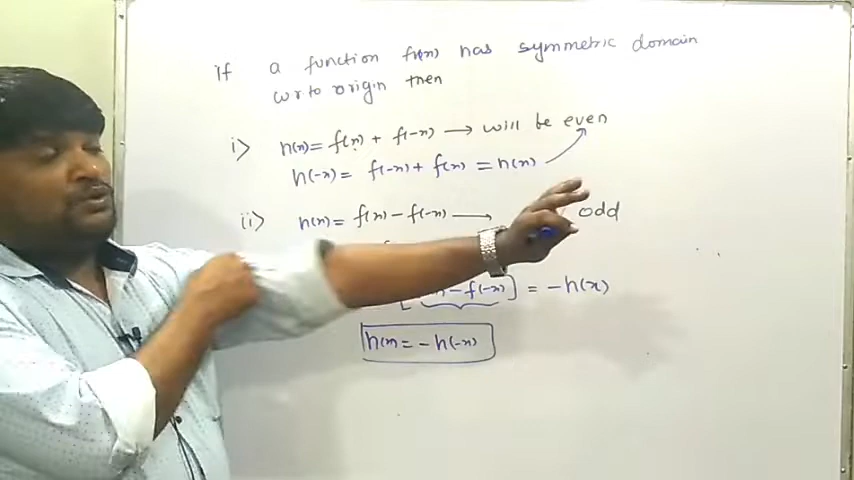 If a function f(x) has symmetric domain
w.r.to origin then
i) h(x) = f(x) + f(-x) → will be even
h(-x) = f(-x) + f(x) = h(x)
ii) h(x) = f(x) - f(-x) → odd
- f(-x)] = -h(x)
h(x) = -h(-x)